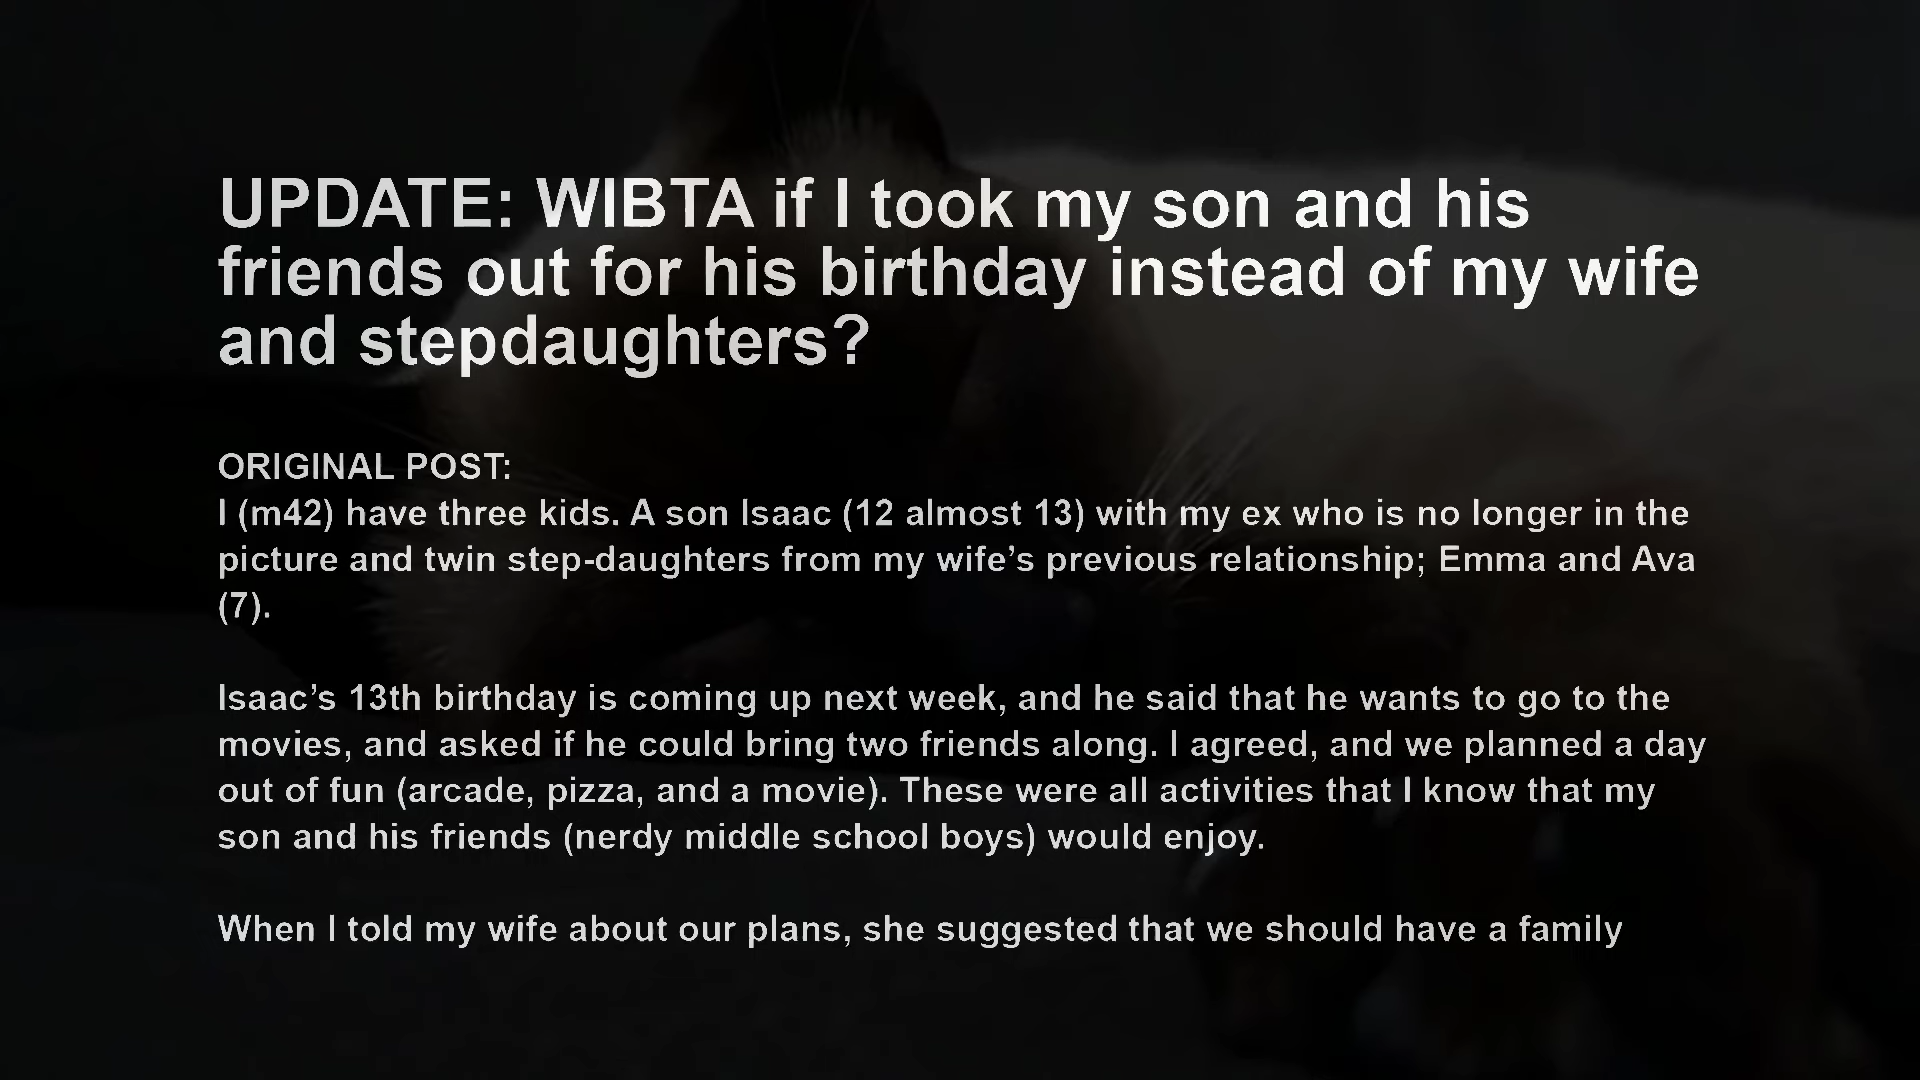 UPDATE: WIBTA if I took my son and his
friends out for his birthday instead of my wife
and stepdaughters?
ORIGINAL POST:
I (m42) have three kids. A son Isaac (12 almost 13) with my ex who is no longer in the
picture and twin step-daughters from my wife’s previous relationship; Emma and Ava
(7).
Isaac’s 13th birthday is coming up next week, and he said that he wants to go to the
movies, and asked if he could bring two friends along. I agreed, and we planned a day
out of fun (arcade, pizza, and a movie). These were all activities that I know that my
son and his friends (nerdy middle school boys) would enjoy.
When I told my wife about our plans, she suggested that we should have a family